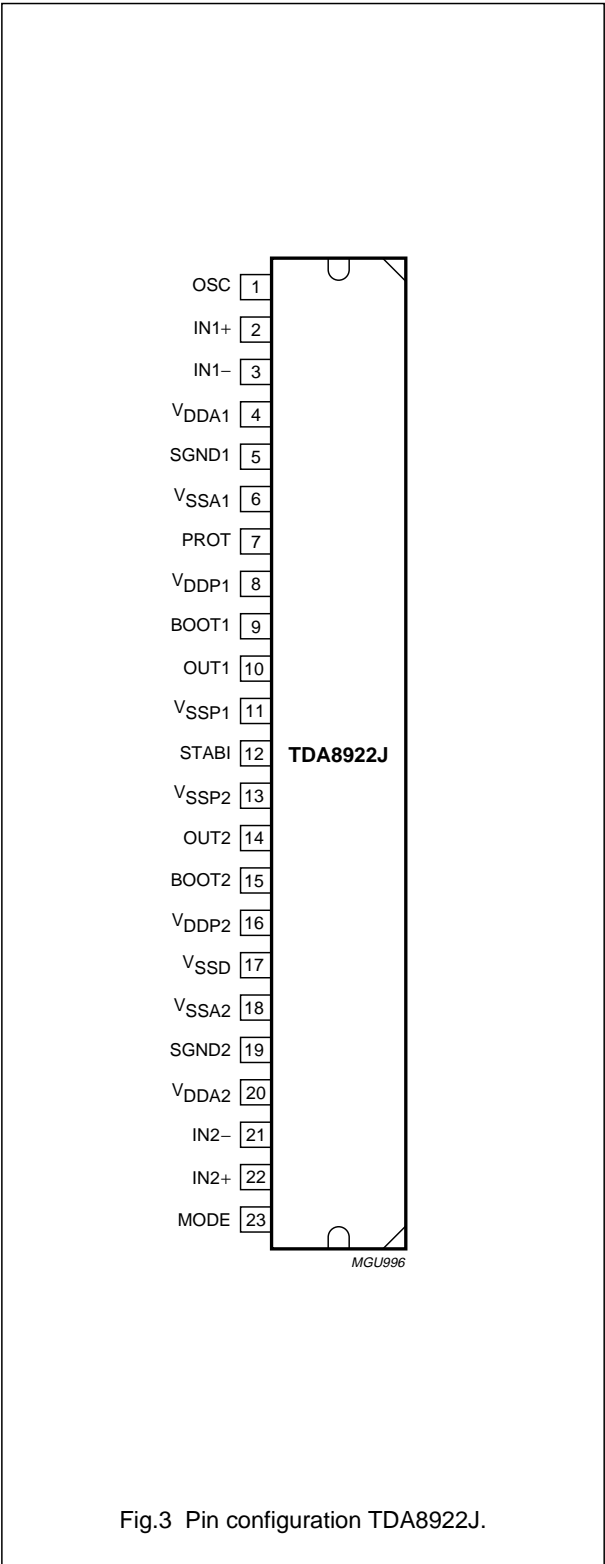 OSC 1
IN1+ 2
IN1− 3
VDDA1 4
SGND1 5
VSSA1 6
PROT 7
VDDP1 8
BOOT1 9
OUT1 10
VSSP1 11
STABI 12 TDA8922J
VSSP2 13
OUT2 14
BOOT2 15
VDDP2 16
VSSD 17
VSSA2 18
SGND2 19
VDDA2 20
IN2− 21
IN2+ 22
MODE 23
MGU996
Fig.3 Pin configuration TDA8922J.